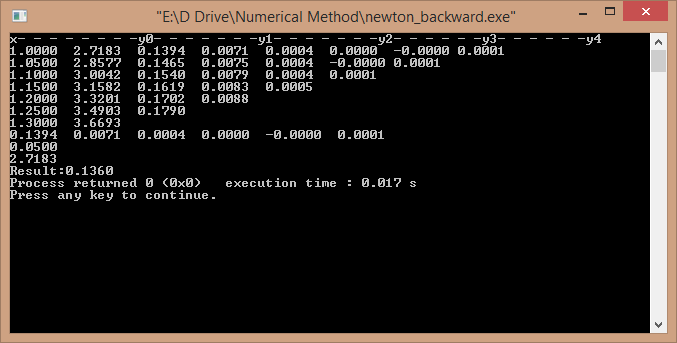 "E:\D Drive\Numerical Method\newton_backward.exe"
x- - - - - - - - -y0- - - - - - - -y1- - - - - - - -y2- - - - - - -y3- - - - - -y4
1.0000 2.7183 0.1394 0.0071 0.0004 0.0000 -0.0000 0.0001
1.0500 2.8577 0.1465 0.0075 0.0004 -0.0000 0.0001
1.1000 3.0042 0.1540 0.0079 0.0004 0.0001
1.1500 3.1582 0.1619 0.0083 0.0005
1.2000 3.3201 0.1702 0.0088
1.2500 3.4903 0.1790
1.3000 3.6693
0.1394 0.0071 0.0004 0.0000 -0.0000 0.0001
0.0500
2.7183
Result:0.1360
Process returned 0 (0x0) execution time : 0.017 s
Press any key to continue.